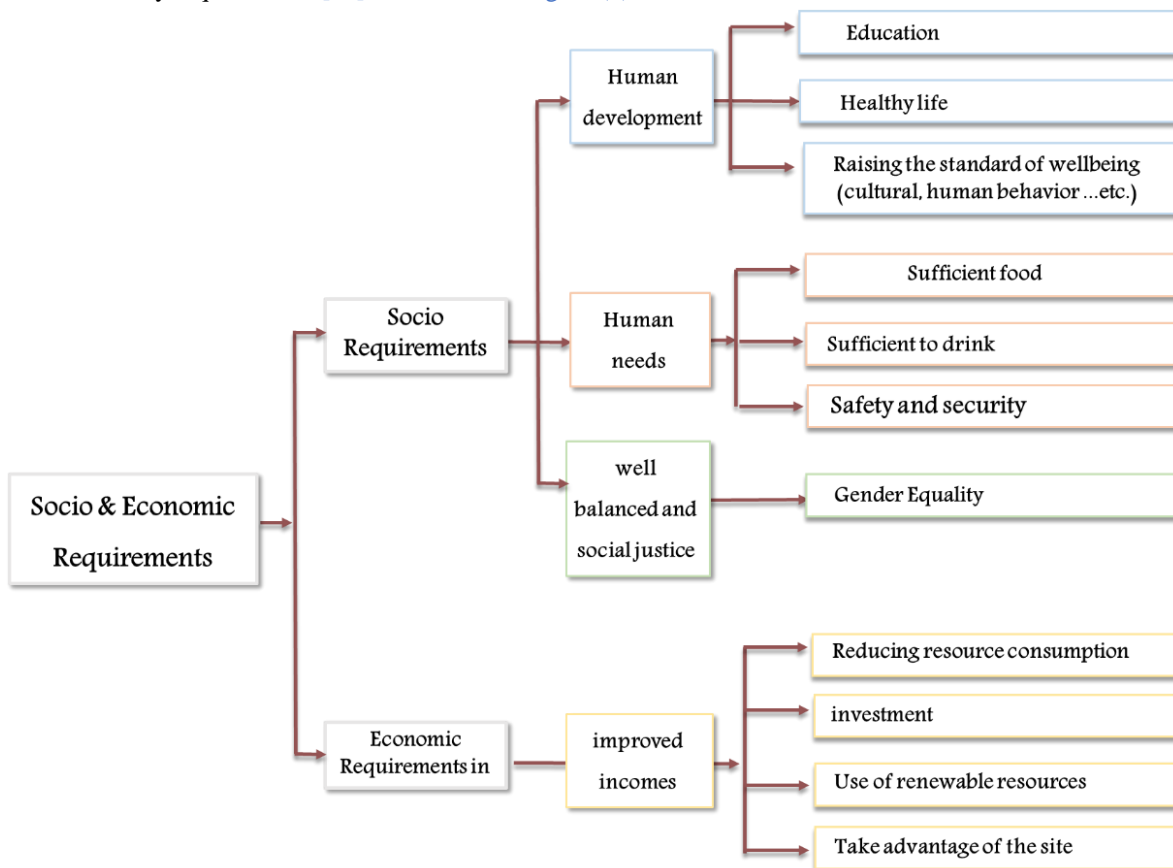 Education
Human
development
Healthy life
Raising the standard of wellbeing
(cultural, human behavior ...etc.)
Socio
Requirements
Human
needs
Sufficient food
Sufficient to drink
Safety and security
well
balanced and
social justice
Gender Equality
Socio & Economic
Requirements
Economic
Requirements in
improved
incomes
Reducing resource consumption
investment
Use of renewable resources
Take advantage of the site